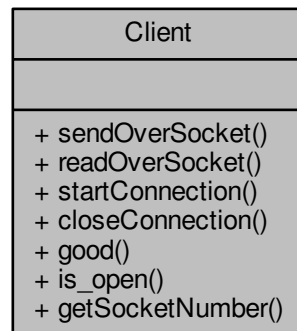 Client
+ sendOverSocket()
+ readOverSocket()
+ startConnection()
+ closeConnection()
+ good()
+ is_open()
+ getSocketNumber()